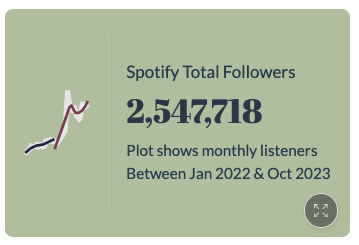 Spotify Total Followers
2,547,718
Plot shows monthly listeners
Between Jan 2022 & Oct 2023